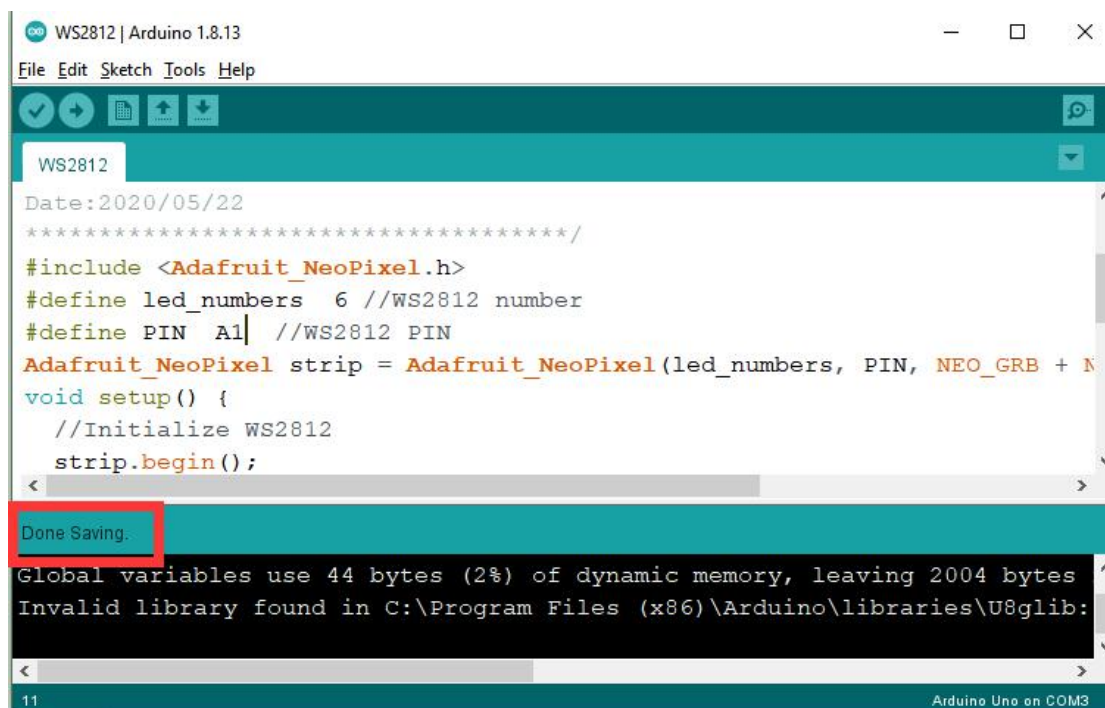 WS2812 | Arduino 1.8.13
File Edit Sketch Tools Help
WS2812
Date:2020/05/22
*************************************/
#include <Adafruit_NeoPixel.h>
#define led_numbers  6 //WS2812 number
#define PIN  A1  //WS2812 PIN
Adafruit_NeoPixel strip = Adafruit_NeoPixel(led_numbers, PIN, NEO_GRB + N
void setup() {
  //Initialize WS2812
  strip.begin();
Done Saving.
Global variables use 44 bytes (2%) of dynamic memory, leaving 2004 bytes
Invalid library found in C:\Program Files (x86)\Arduino\libraries\U8glib:
11
Arduino Uno on COM3